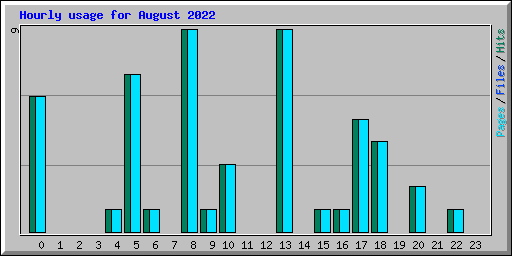 Hourly usage for August 2022
9
Pages/Files/Hits
0 1 2 3 4 5 6 7 8 9 10 11 12 13 14 15 16 17 18 19 20 21 22 23